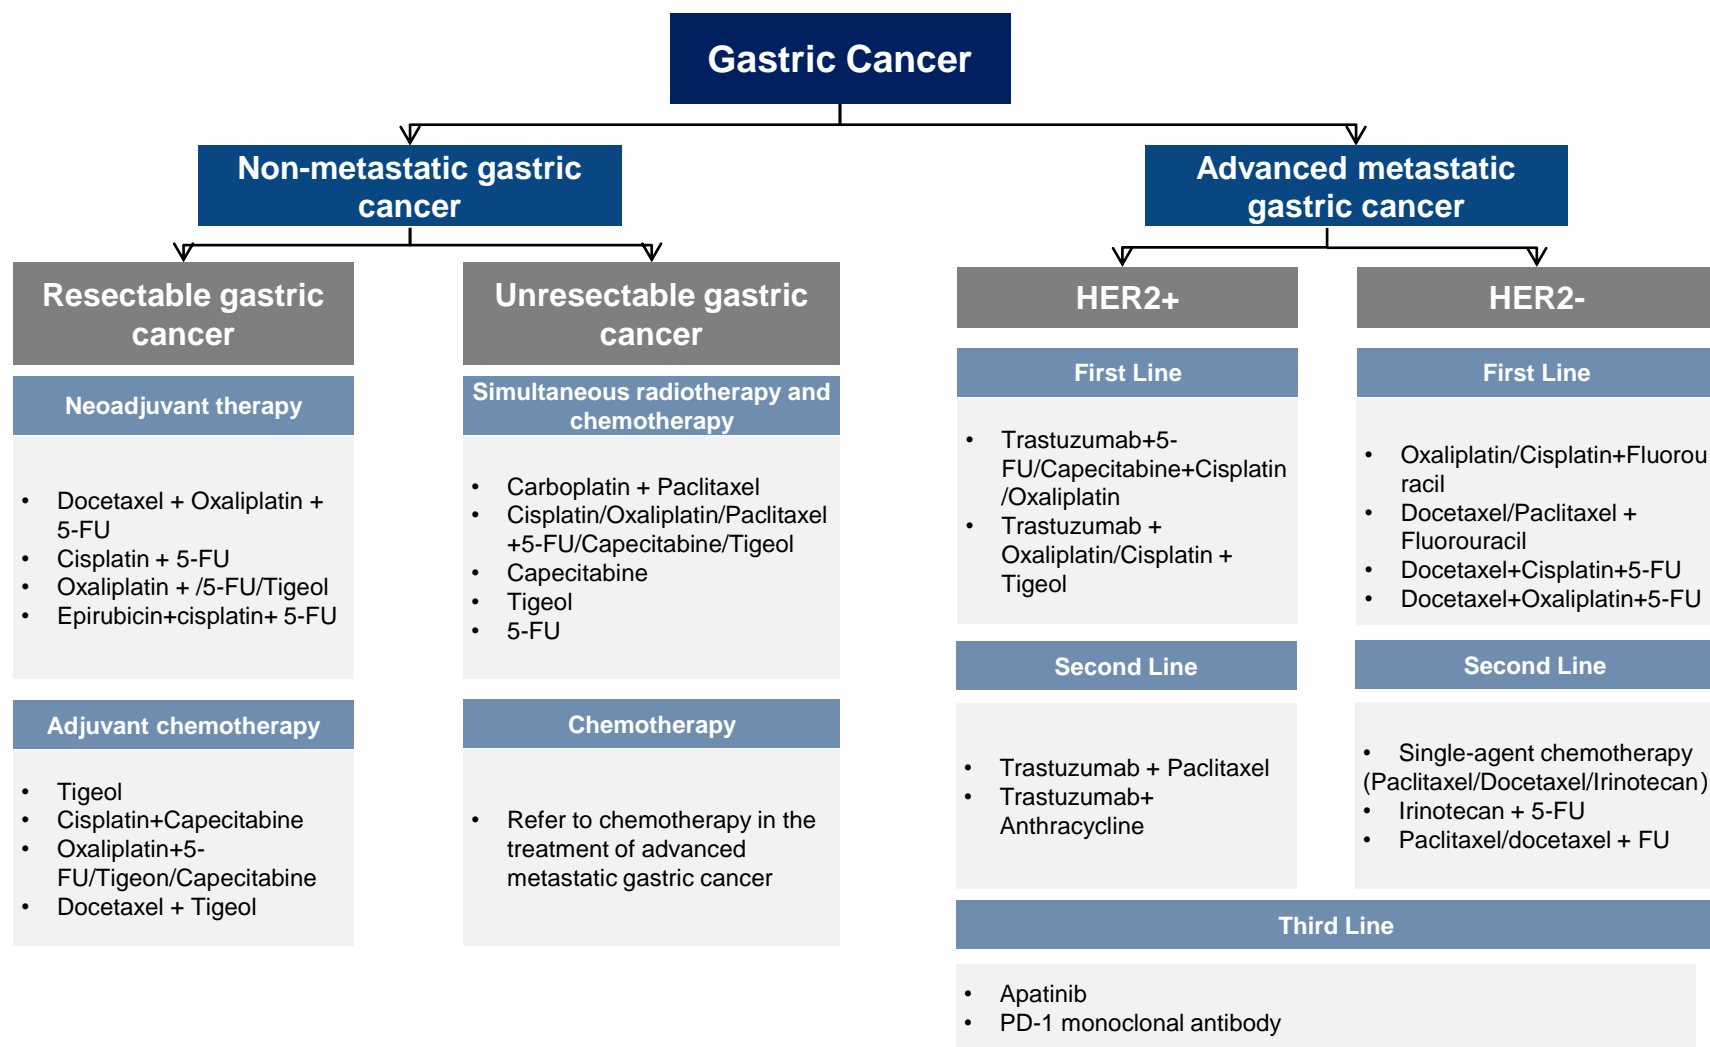 Gastric Cancer
Non-metastatic gastric
cancer
Advanced metastatic
gastric cancer
Resectable gastric
cancer
Unresectable gastric
cancer
HER2+
HER2-
Neoadjuvant therapy
• Docetaxel + Oxaliplatin +
5-FU
• Cisplatin + 5-FU
• Oxaliplatin + /5-FU/Tigeol
• Epirubicin+cisplatin+ 5-FU
Adjuvant chemotherapy
• Tigeol
• Cisplatin+Capecitabine
• Oxaliplatin+5-
FU/Tigeon/Capecitabine
• Docetaxel + Tigeol
Simultaneous radiotherapy and
chemotherapy
• Carboplatin + Paclitaxel
• Cisplatin/Oxaliplatin/Paclitaxel
+5-FU/Capecitabine/Tigeol
• Capecitabine
• Tigeol
• 5-FU
Chemotherapy
• Refer to chemotherapy in the
treatment of advanced
metastatic gastric cancer
First Line
• Trastuzumab+5-
FU/Capecitabine+Cisplatin
/Oxaliplatin
• Trastuzumab +
Oxaliplatin/Cisplatin +
Tigeol
Second Line
• Trastuzumab + Paclitaxel
• Trastuzumab+
Anthracycline
First Line
• Oxaliplatin/Cisplatin+Fluorou
racil
• Docetaxel/Paclitaxel +
Fluorouracil
• Docetaxel+Cisplatin+5-FU
• Docetaxel+Oxaliplatin+5-FU
Second Line
• Single-agent chemotherapy
(Paclitaxel/Docetaxel/Irinotecan)
• Irinotecan + 5-FU
• Paclitaxel/docetaxel + FU
Third Line
• Apatinib
• PD-1 monoclonal antibody